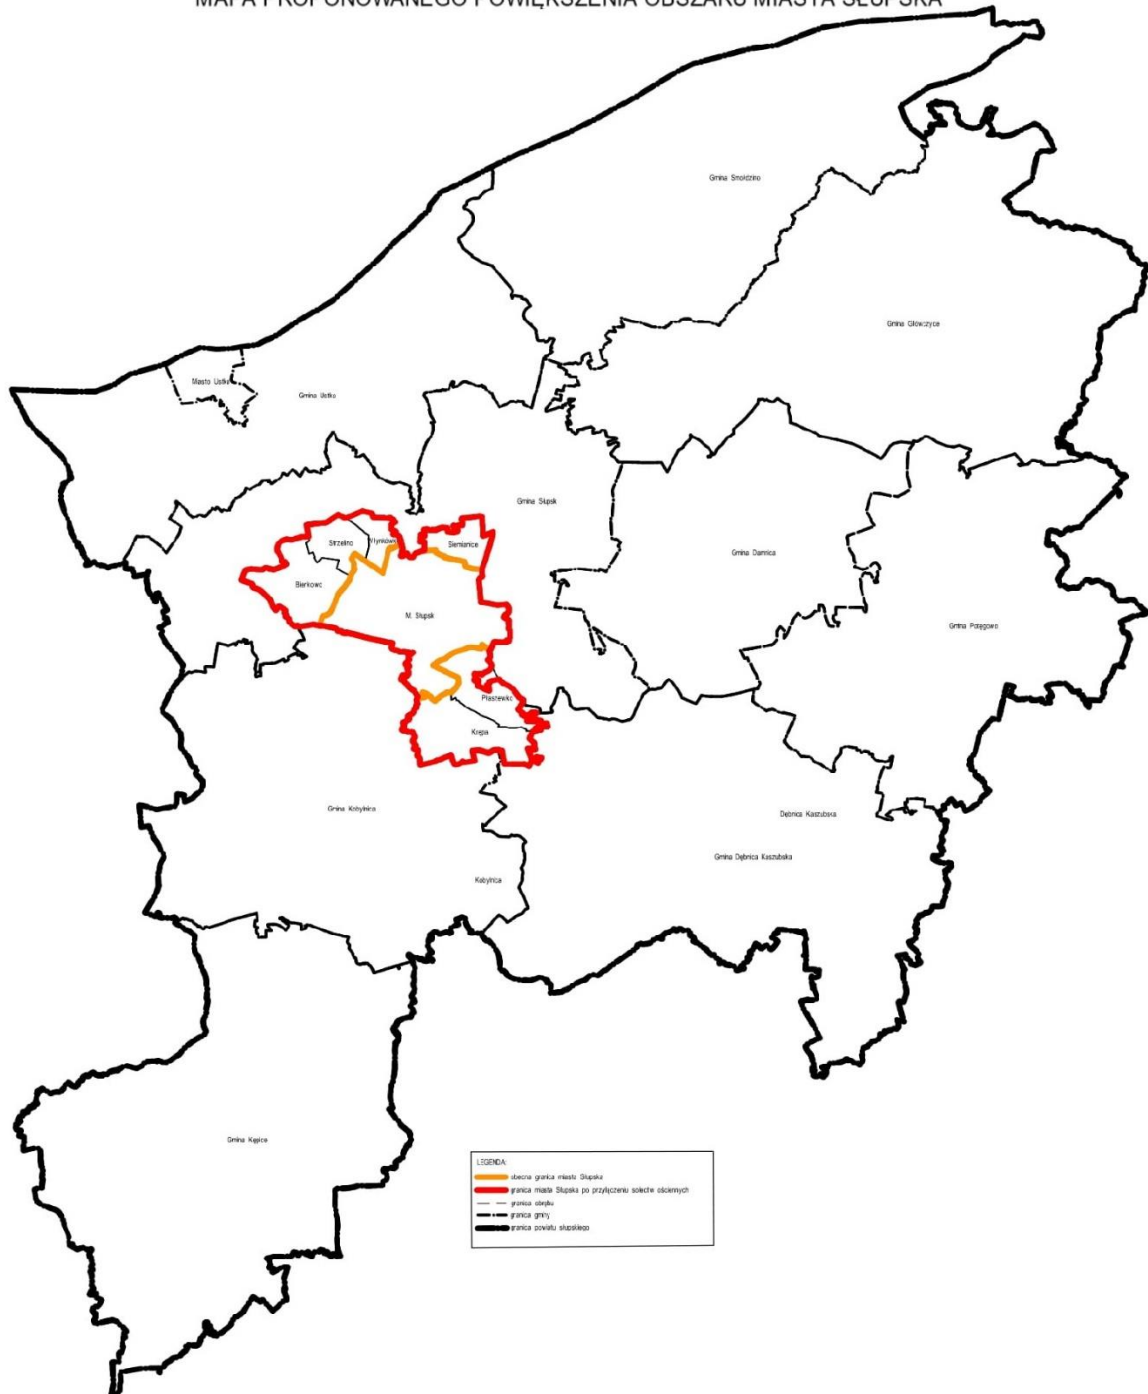 MAPA PROPONOWANEGO POWIĘKSZENIA OBSZARU MIASTA SŁUPSKA
Gmina Smołdzino
Gmina Główczyce
Miasto Ustka
Gmina Ustka
Gmina Słupsk
Strzelino
Włynkówko
Siemianice
Gmina Damnica
Bierkowo
M. Słupsk
Gmina Potęgowo
Płaszewko
Krępa
Gmina Kobylnica
Dębnica Kaszubska
Gmina Dębnica Kaszubska
Kobylnica
Gmina Kępice
LEGENDA:
obecna granica miasta Słupska
granica miasta Słupska po przyłączeniu sołectw ościennych
granica obrębu
granica gminy
granica powiatu słupskiego